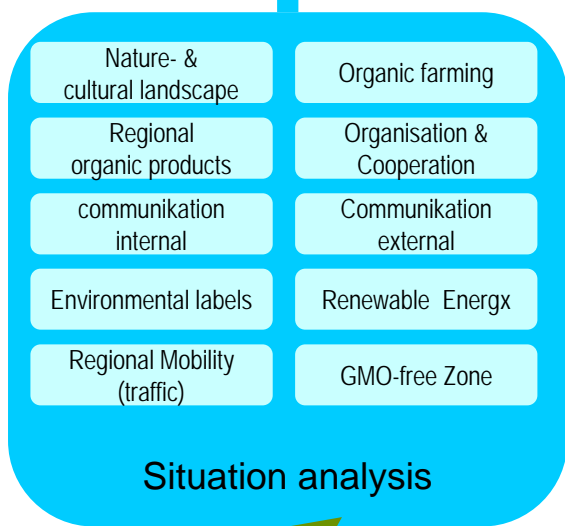 Nature- &
cultural landscape
Organic farming
Regional
organic products
Organisation &
Cooperation
communikation
internal
Communikation
external
Environmental labels
Renewable Energx
Regional Mobility
(traffic)
GMO-free Zone
Situation analysis